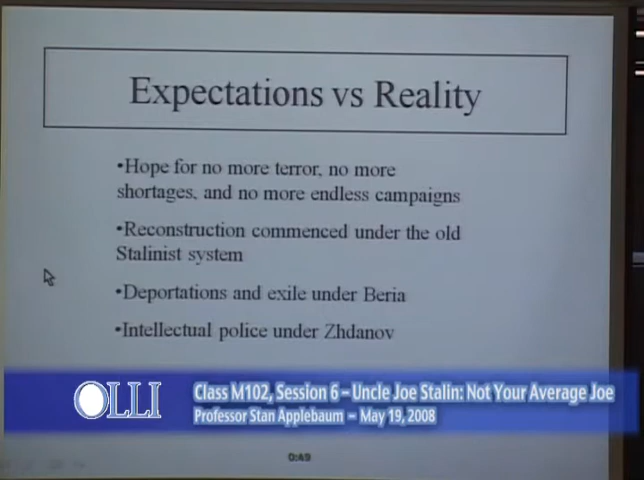 Expectations vs Reality
•Hope for no more terror, no more
shortages, and no more endless campaigns
•Reconstruction commenced under the old
Stalinist system
•Deportations and exile under Beria
•Intellectual police under Zhdanov
OLLI
Class M102, Session 6 – Uncle Joe Stalin: Not Your Average Joe
Professor Stan Applebaum – May 19, 2008
0:49